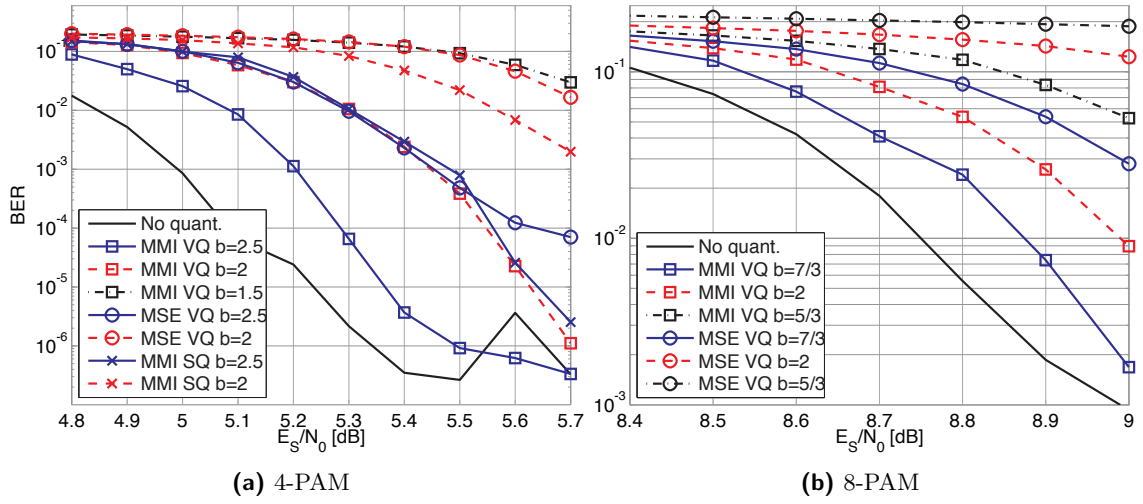 10^-1
10^-2
10^-3
10^-4
10^-5
10^-6
BER
No quant.
MMI VQ b=2.5
MMI VQ b=2
MMI VQ b=1.5
MSE VQ b=2.5
MSE VQ b=2
MMI SQ b=2.5
MMI SQ b=2
4.8 4.9 5 5.1 5.2 5.3 5.4 5.5 5.6 5.7
E_S/N_0 [dB]
(a) 4-PAM
10^-1
10^-2
10^-3
No quant.
MMI VQ b=7/3
MMI VQ b=2
MMI VQ b=5/3
MSE VQ b=7/3
MSE VQ b=2
MSE VQ b=5/3
8.4 8.5 8.6 8.7 8.8 8.9 9
E_S/N_0 [dB]
(b) 8-PAM